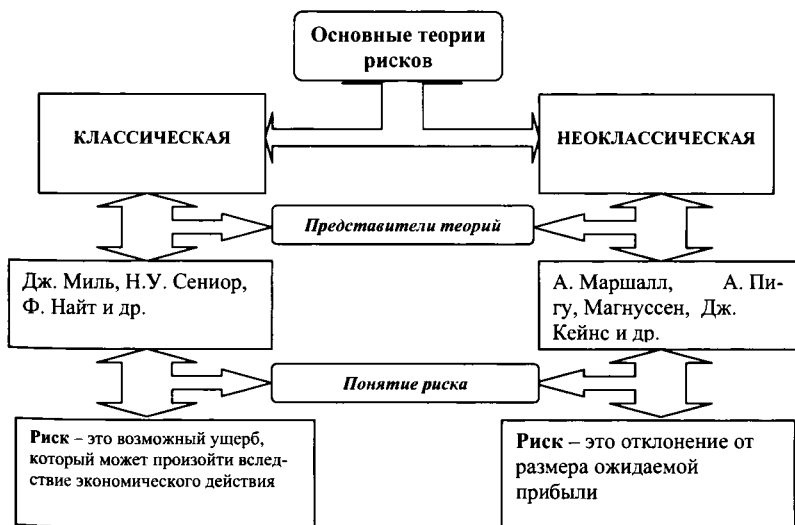 Основные теории
рисков
КЛАССИЧЕСКАЯ
НЕОКЛАССИЧЕСКАЯ
Представители теорий
Дж. Миль, Н.У. Сениор,
Ф. Найт и др.
А. Маршалл, А. Пи-
гу, Магнуссен, Дж.
Кейнс и др.
Понятие риска
Риск – это возможный ущерб,
который может произойти вслед-
ствие экономического действия
Риск – это отклонение от
размера ожидаемой
прибыли